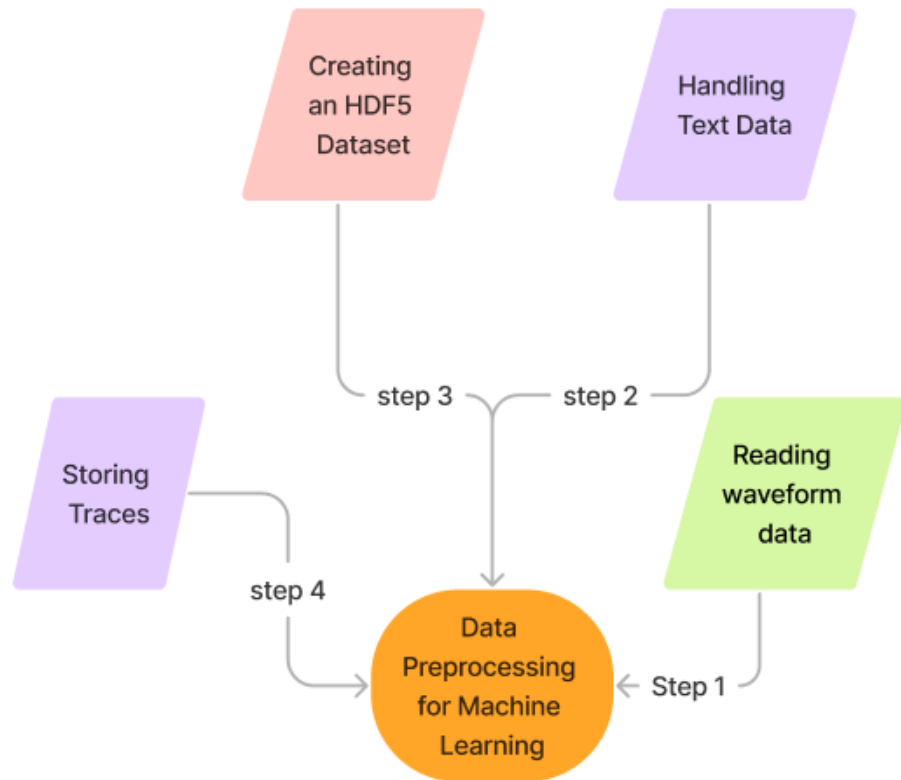 Creating
an HDF5
Dataset
Handling
Text Data
step 3
step 2
Storing
Traces
Reading
waveform
data
step 4
Data
Preprocessing
for Machine
Learning
Step 1